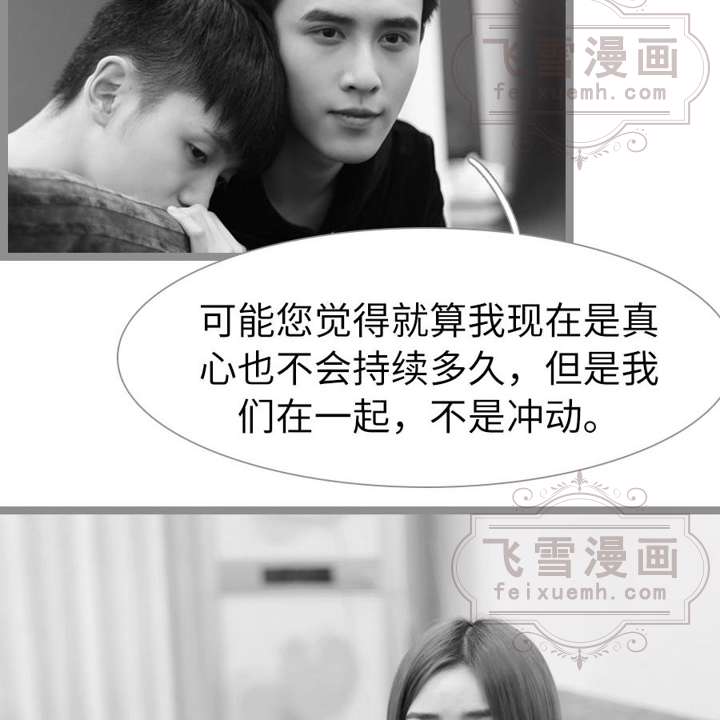 飞雪漫画
feixuemh.com
可能您觉得就算我现在是真
心也不会持续多久，但是我
们在一起，不是冲动。
飞雪漫画
feixuemh.com